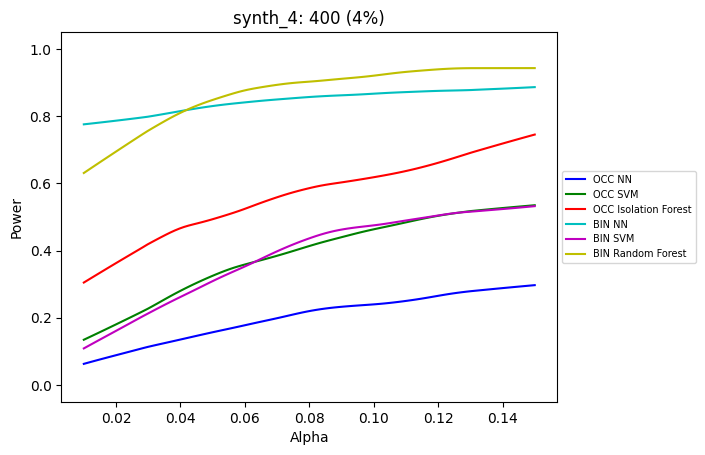 synth_4: 400 (4%)
Power
1.0
0.8
0.6
0.4
0.2
0.0
0.02 0.04 0.06 0.08 0.10 0.12 0.14
Alpha
OCC NN
OCC SVM
OCC Isolation Forest
BIN NN
BIN SVM
BIN Random Forest